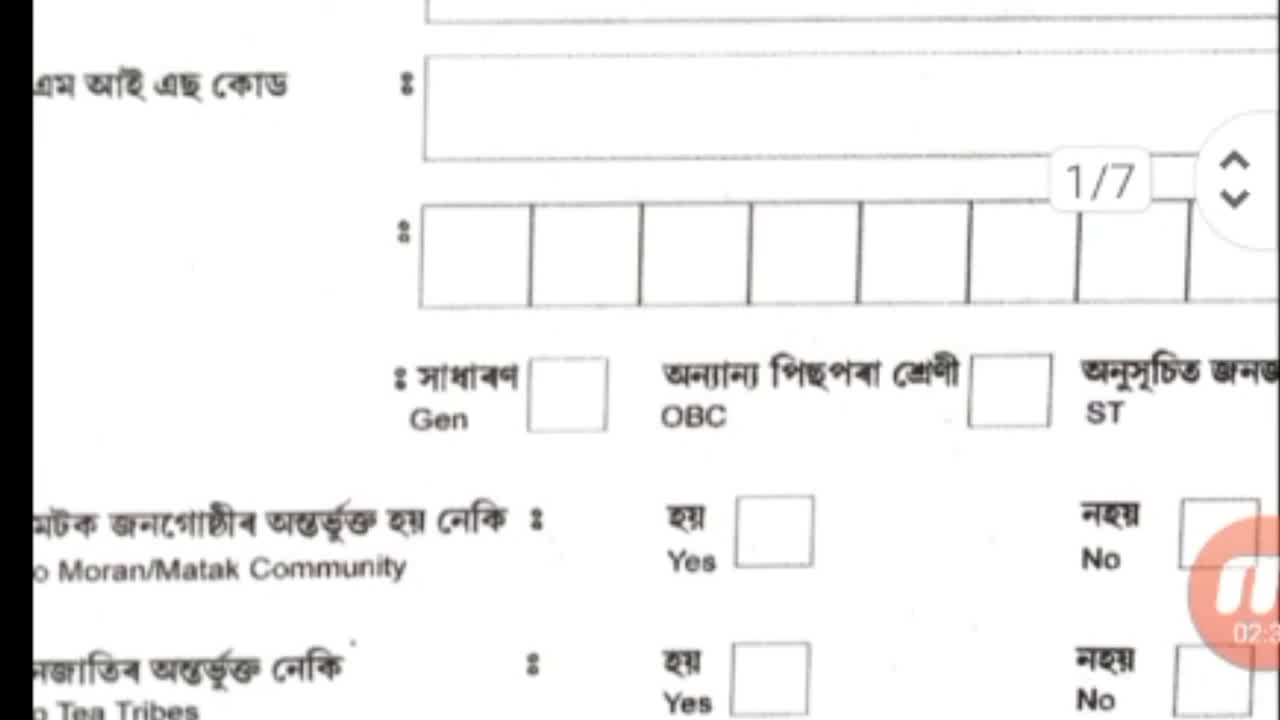 এম আই এছ কোড ঃ
1/7
ঃ
ঃ সাধাৰণ অন্যান্য পিছপৰা শ্ৰেণী অনুসূচিত
Gen OBC ST
মটক জনগোষ্ঠীৰ অন্তৰ্ভূক্ত হয় নেকি ঃ হয় নহয়
o Moran/Matak Community Yes No
নজাতিৰ অন্তৰ্ভূক্ত নেকি ঃ হয় নহয়
o Tea Tribes Yes No